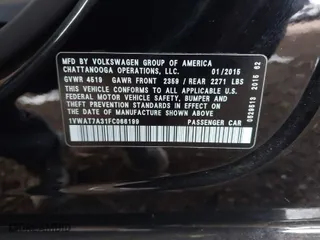 MFD BY VOLKSWAGEN GROUP OF AMERICA
CHATTANOOGA OPERATIONS, LLC. 01/2015
GVWR 4519 GAWR FRONT 2359 / REAR 2271 LBS
THIS VEHICLE CONFORMS TO ALL APPLICABLE
FEDERAL MOTOR VEHICLE SAFETY, BUMPER AND
THEFT PREVENTION STANDARDS IN EFFECT ON
THE DATE OF MANUFACTURE SHOWN ABOVE.
1VWAT7A31FC066199 PASSENGER CAR